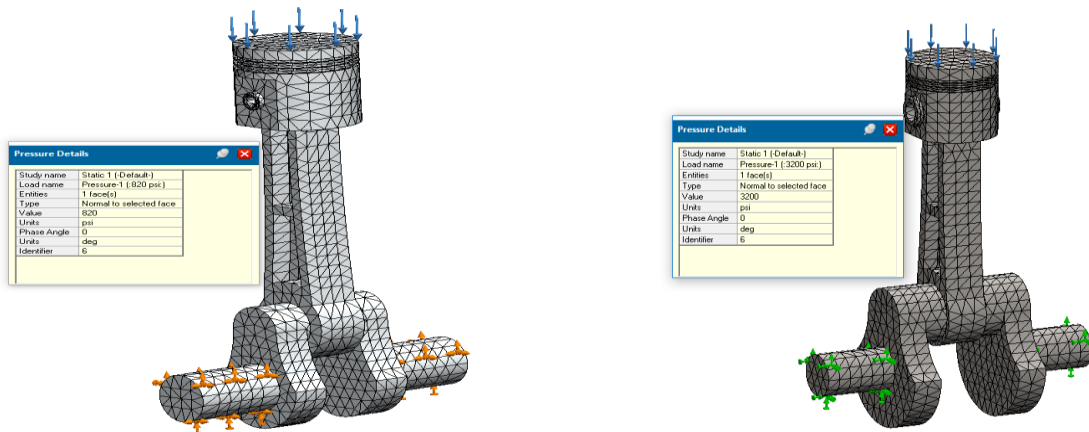 Pressure Details
Study name Static 1 (-Default-)
Load name Pressure-1 (:820 psi:)
Entities 1 face(s)
Type Normal to selected face
Value 820
Units psi
Phase Angle 0
Units deg
Identifier 6
Pressure Details
Study name Static 1 (-Default-)
Load name Pressure-1 (:3200 psi:)
Entities 1 face(s)
Type Normal to selected face
Value 3200
Units psi
Phase Angle 0
Units deg
Identifier 6